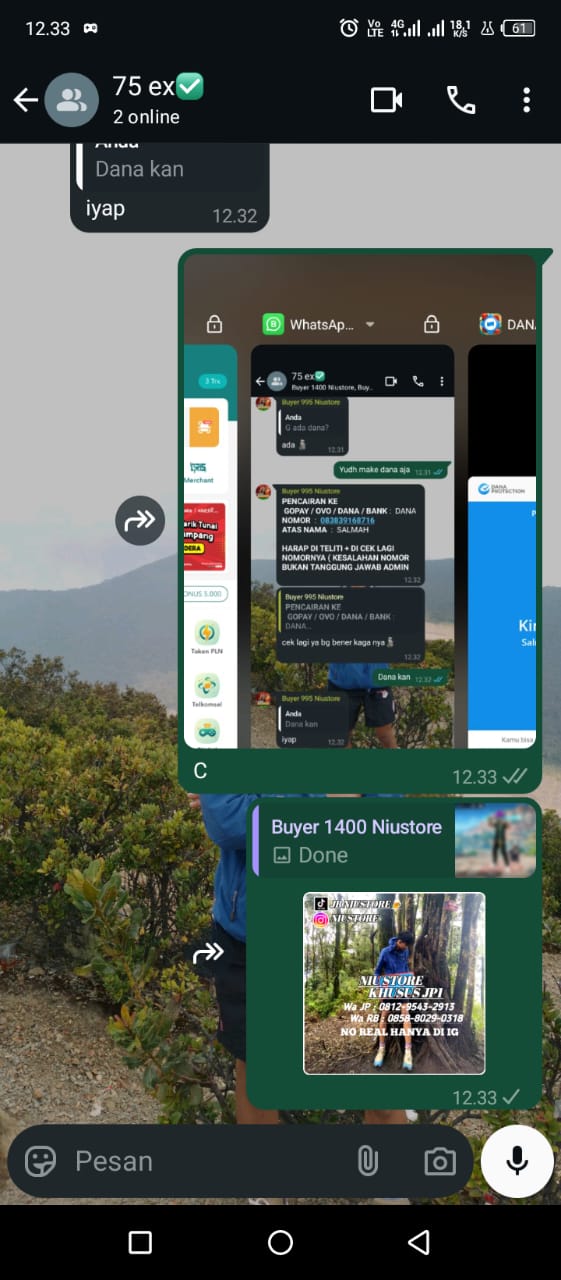 12.33
Vo
LTE
4G
18,1
K/S
61
75 ex✅
2 online
Anda
Dana kan
iyap
12.32
WhatsAp...
DAN
3 Trx
Merchant
arik Tunai
mpang
DERA
ONUS 5.000
Token PLN
Telkomsel
75 ex✅
Buyer 1400 Niustore, Buy..
Buyer 995 Niustore
Anda
G ada dana?
ada
12.31
Yudh make dana aja
12.31
Buyer 995 Niustore
PENCAIRAN KE
GOPAY / OVO / DANA / BANK : DANA
NOMOR : 083839168716
ATAS NAMA : SALMAH
HARAP DI TELITI + DI CEK LAGI
NOMORNYA ( KESALAHAN NOMOR
BUKAN TANGGUNG JAWAB ADMIN
12.32
Buyer 995 Niustore
PENCAIRAN KE
GOPAY / OVO / DANA / BANK :
DANA...
cek lagi ya bg bener kaga nya
12.32
Dana kan
12.32
Buyer 995 Niustore
Anda
Dana kan
iyap
12.32
DANA
PROTECTION
Kir
Sal
Kamu bisa
C
12.33
Buyer 1400 Niustore
Done
JB NIUSTORE
NIUSTORE
NIUSTORE
KHUSUS JPI
Wa JP : 0812-9543-2913
Wa RB : 0858-8029-0318
NO REAL HANYA DI IG
12.33
Pesan